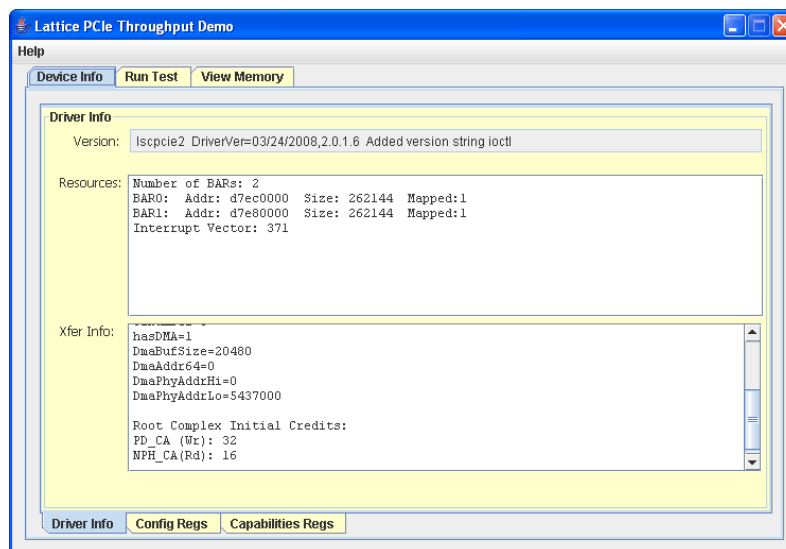 Lattice PCIe Throughput Demo
Help
Device Info Run Test View Memory
Driver Info
Version: lscpcie2 DriverVer=03/24/2008,2.0.1.6 Added version string ioctl
Resources: Number of BARs: 2
BAR0: Addr: d7ec0000 Size: 262144 Mapped:1
BAR1: Addr: d7e80000 Size: 262144 Mapped:1
Interrupt Vector: 371
Xfer Info:
hasDMA=1
DmaBufSize=20480
DmaAddr64=0
DmaPhyAddrHi=0
DmaPhyAddrLo=5437000
Root Complex Initial Credits:
PD_CA (Wr): 32
NPH_CA(Rd): 16
Driver Info Config Regs Capabilities Regs